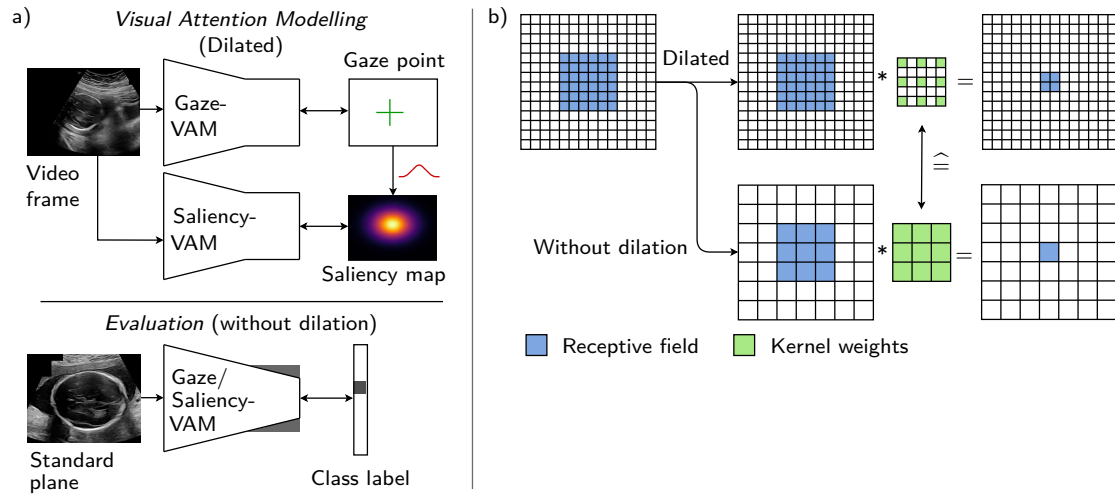 a)
Visual Attention Modelling
(Dilated)
Gaze point
Gaze-
VAM
Video
frame
Saliency-
VAM
Saliency map
Evaluation (without dilation)
Gaze/
Saliency-
VAM
Standard
plane
Class label
b)
Dilated
*
=
≙
Without dilation
*
=
Receptive field
Kernel weights